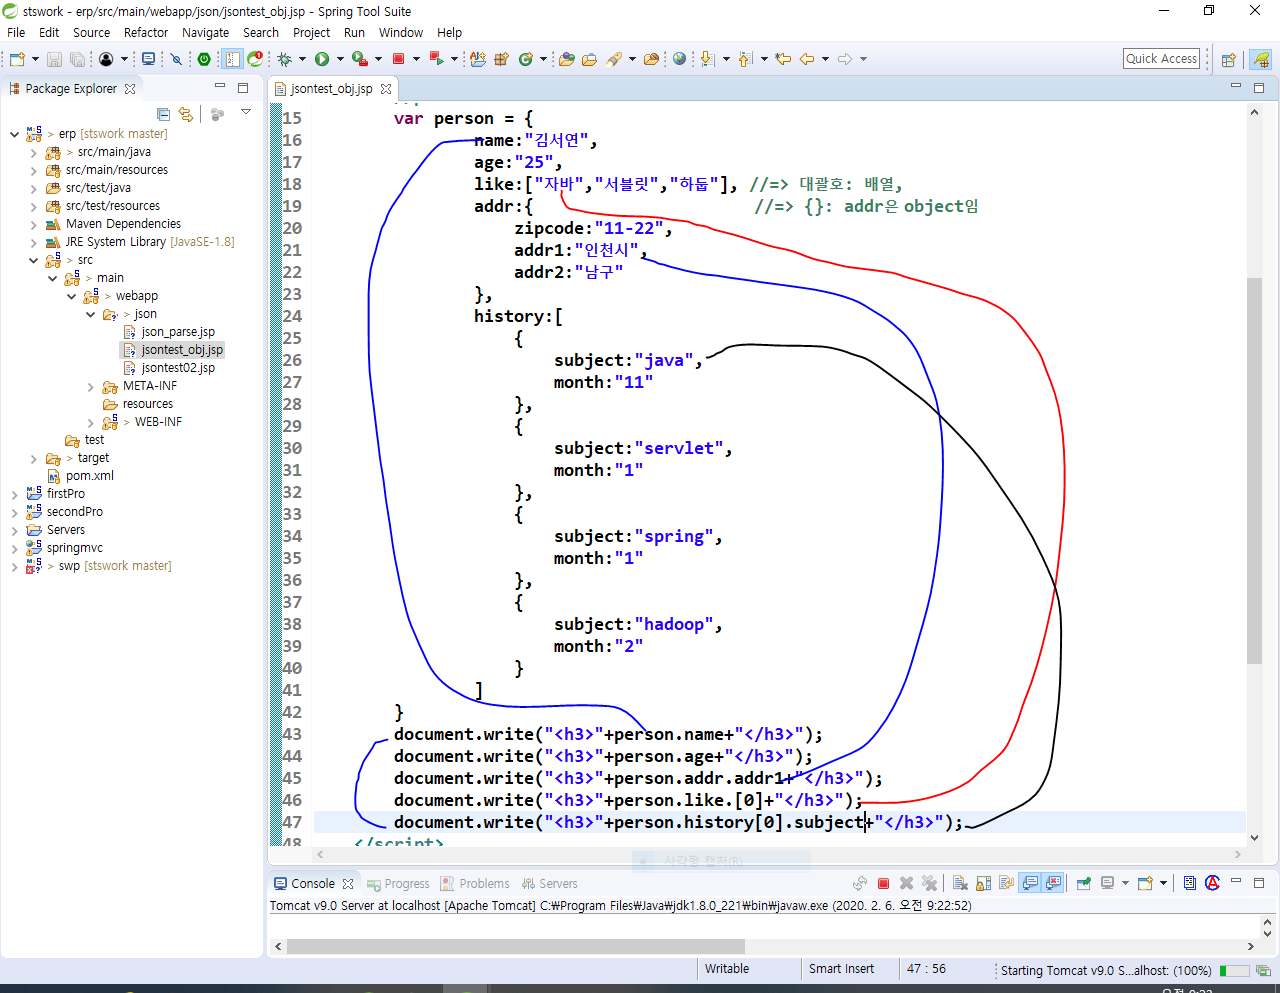 stswork - erp/src/main/webapp/json/jsontest_obj.jsp - Spring Tool Suite
File Edit Source Refactor Navigate Search Project Run Window Help
Quick Access
Package Explorer
> erp [stswork master]
> src/main/java
src/main/resources
src/test/java
src/test/resources
Maven Dependencies
JRE System Library [JavaSE-1.8]
> src
> main
> webapp
> json
json_parse.jsp
jsontest_obj.jsp
jsontest02.jsp
META-INF
resources
> WEB-INF
test
> target
pom.xml
firstPro
secondPro
Servers
springmvc
> swp [stswork master]
jsontest_obj.jsp
15 var person = {
16 name:"김서연",
17 age:"25",
18 like:["자바","서블릿","하둡"], //=> 대괄호: 배열,
19 addr:{ //=> {}: addr은 object임
20 zipcode:"11-22",
21 addr1:"인천시",
22 addr2:"남구"
23 },
24 history:[
25 {
26 subject:"java",
27 month:"11"
28 },
29 {
30 subject:"servlet",
31 month:"1"
32 },
33 {
34 subject:"spring",
35 month:"1"
36 },
37 {
38 subject:"hadoop",
39 month:"2"
40 }
41 ]
42 }
43 document.write("<h3>"+person.name+"</h3>");
44 document.write("<h3>"+person.age+"</h3>");
45 document.write("<h3>"+person.addr.addr1+"</h3>");
46 document.write("<h3>"+person.like.[0]+"</h3>");
47 document.write("<h3>"+person.history[0].subject+"</h3>");
48 </script>
사각형 캡처(R)
Console Progress Problems Servers
Tomcat v9.0 Server at localhost [Apache Tomcat] C:₩Program Files₩Java₩jdk1.8.0_221₩bin₩javaw.exe (2020. 2. 6. 오전 9:22:52)
Writable Smart Insert 47 : 56 Starting Tomcat v9.0 S...alhost: (100%)